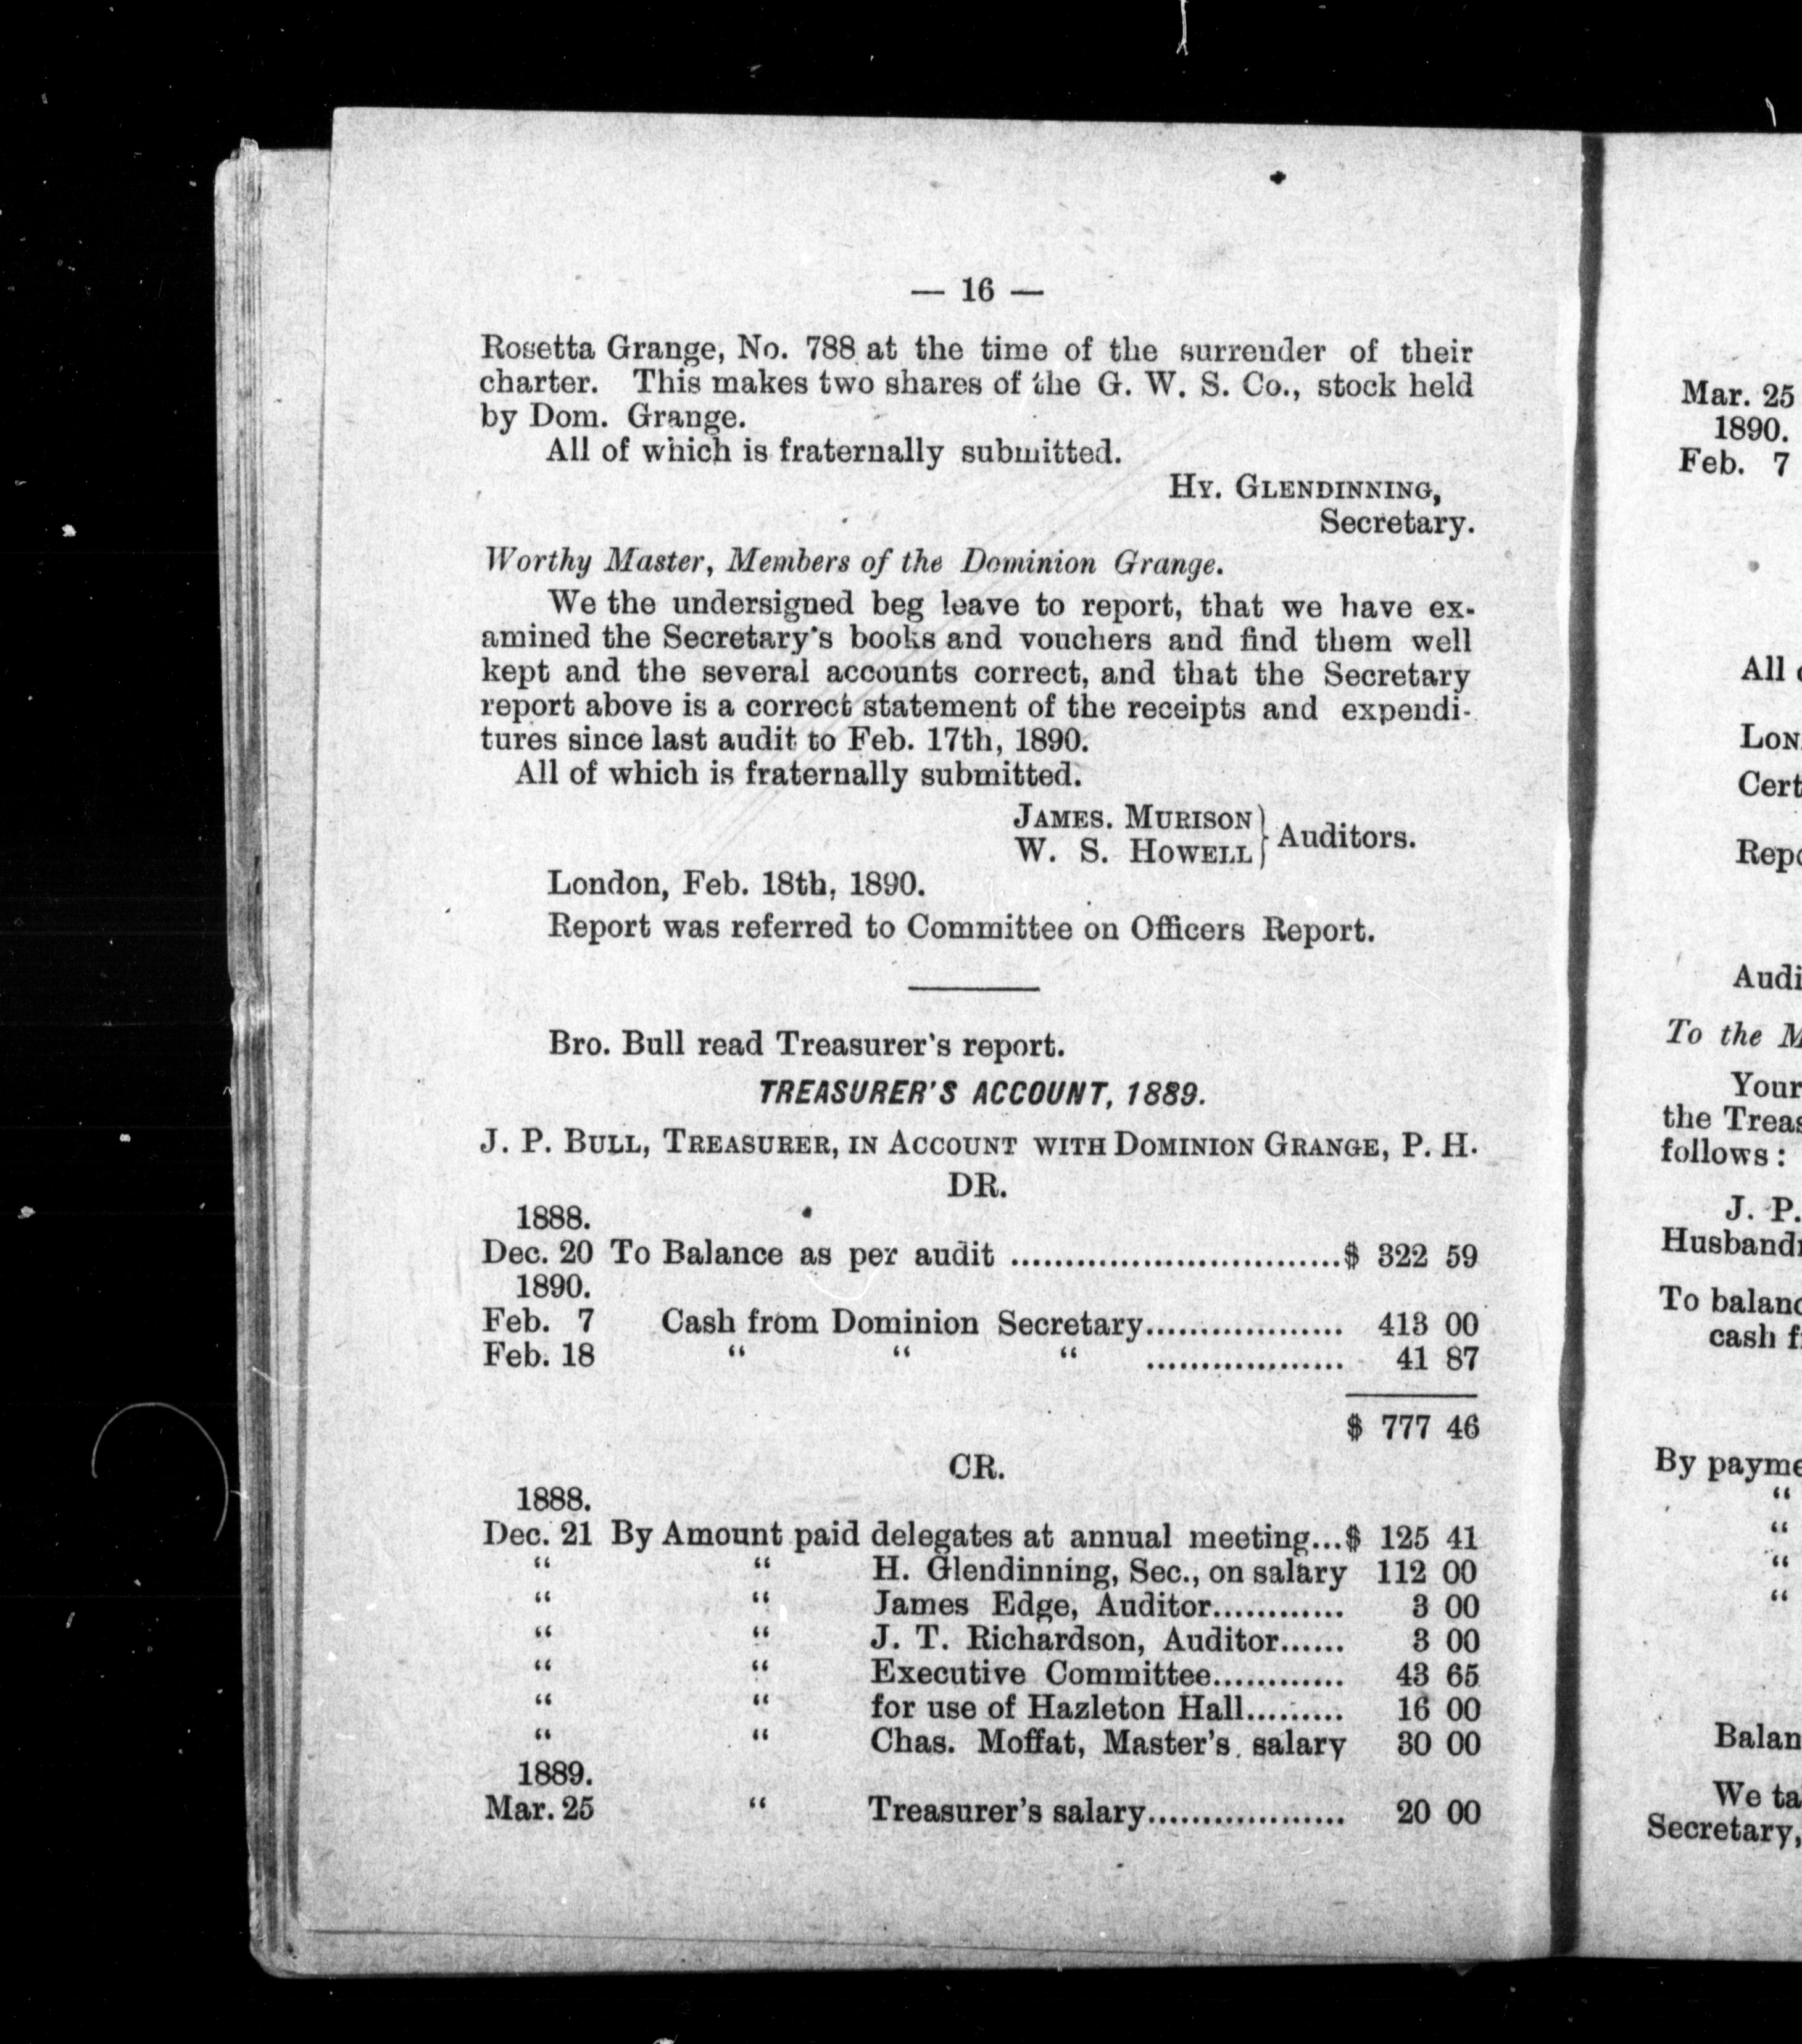 — 16 —
Rosetta Grange, No. 788 at the time of the surrender of their
charter. This makes two shares of the G. W. S. Co., stock held
by Dom. Grange.
All of which is fraternally submitted.
HY. GLENDINNING,
Secretary.
Worthy Master, Members of the Dominion Grange.
We the undersigned beg leave to report, that we have ex-
amined the Secretary's books and vouchers and find them well
kept and the several accounts correct, and that the Secretary
report above is a correct statement of the receipts and expendi-
tures since last audit to Feb. 17th, 1890.
All of which is fraternally submitted.
JAMES. MURISON
W. S. HOWELL } Auditors.
London, Feb. 18th, 1890.
Report was referred to Committee on Officers Report.
Bro. Bull read Treasurer's report.
TREASURER'S ACCOUNT, 1889.
J. P. BULL, TREASURER, IN ACCOUNT WITH DOMINION GRANGE, P. H.
DR.
1888.
Dec. 20 To Balance as per audit ..............................$ 322 59
1890.
Feb. 7 Cash from Dominion Secretary.................. 413 00
Feb. 18 “ “ “ .................. 41 87
$ 777 46
CR.
1888.
Dec. 21 By Amount paid delegates at annual meeting...$ 125 41
“ “ H. Glendinning, Sec., on salary 112 00
“ “ James Edge, Auditor............ 3 00
“ “ J. T. Richardson, Auditor...... 3 00
“ “ Executive Committee............ 43 65
“ “ for use of Hazleton Hall......... 16 00
“ “ Chas. Moffat, Master's salary 30 00
1889.
Mar. 25 “ Treasurer's salary.................. 20 00
Mar. 25
1890.
Feb. 7
All
To the
Your
the
follows:
J. P.
To
cash
By
“
“
“
“
We
Secretary,